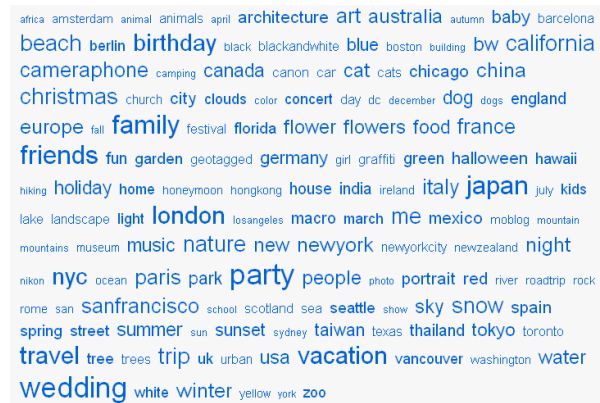 africa amsterdam animal animals april architecture art australia autumn baby barcelona
beach berlin birthday black blackandwhite blue boston building bw california
cameraphone camping canada canon car cat cats chicago china
christmas church city clouds color concert day dc december dog dogs england
europe fall family festival florida flower flowers food france
friends fun garden geotagged germany girl graffiti green halloween hawaii
hiking holiday home honeymoon hongkong house india ireland italy japan july kids
lake landscape light london losangeles macro march me mexico moblog mountain
mountains museum music nature new newyork newyorkcity newzealand night
nikon nyc ocean paris park party people photo portrait red river roadtrip rock
rome san sanfrancisco school scotland sea seattle show sky snow spain
spring street summer sun sunset sydney taiwan texas thailand tokyo toronto
travel tree trees trip uk urban usa vacation vancouver washington water
wedding white winter yellow york zoo